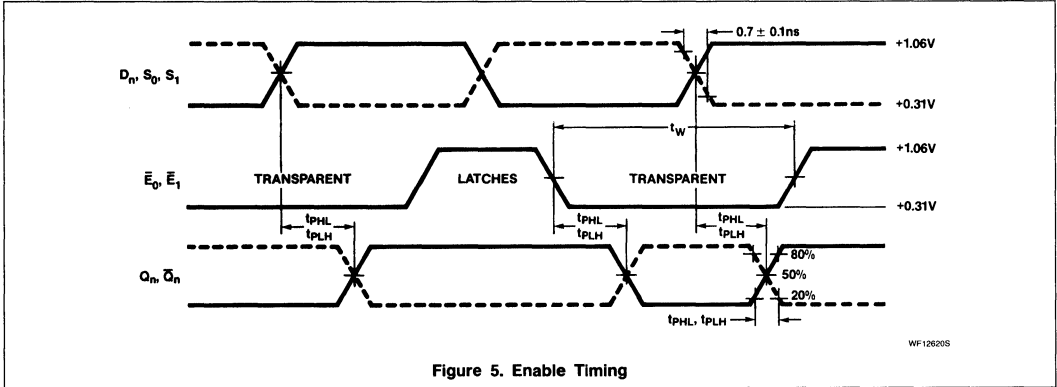 0.7 ± 0.1ns
+1.06V
Dn, S0, S1
+0.31V
tW
+1.06V
Ē0, Ē1
TRANSPARENT
LATCHES
TRANSPARENT
+0.31V
tPHL
tPLH
tPHL
tPLH
tPHL
tPLH
80%
Qn, Q̄n
50%
20%
tPHL, tPLH
WF12620S
Figure 5. Enable Timing